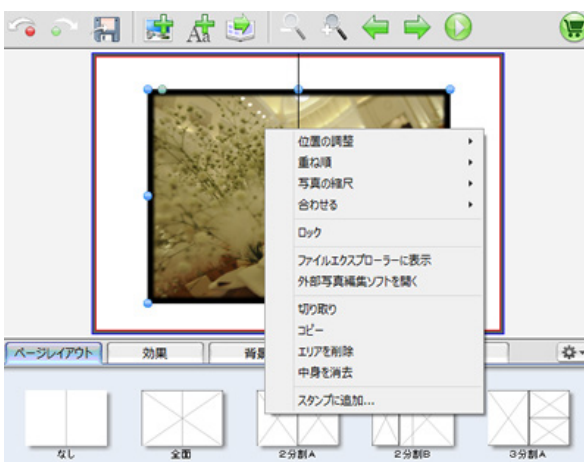 Aa
位置の調整
重ね順
写真の縮尺
合わせる
ロック
ファイルエクスプローラーに表示
外部写真編集ソフトを開く
切り取り
コピー
エリアを削除
中身を消去
スタンプに追加...
ページレイアウト
効果
背景
なし
全面
2分割A
2分割B
3分割A